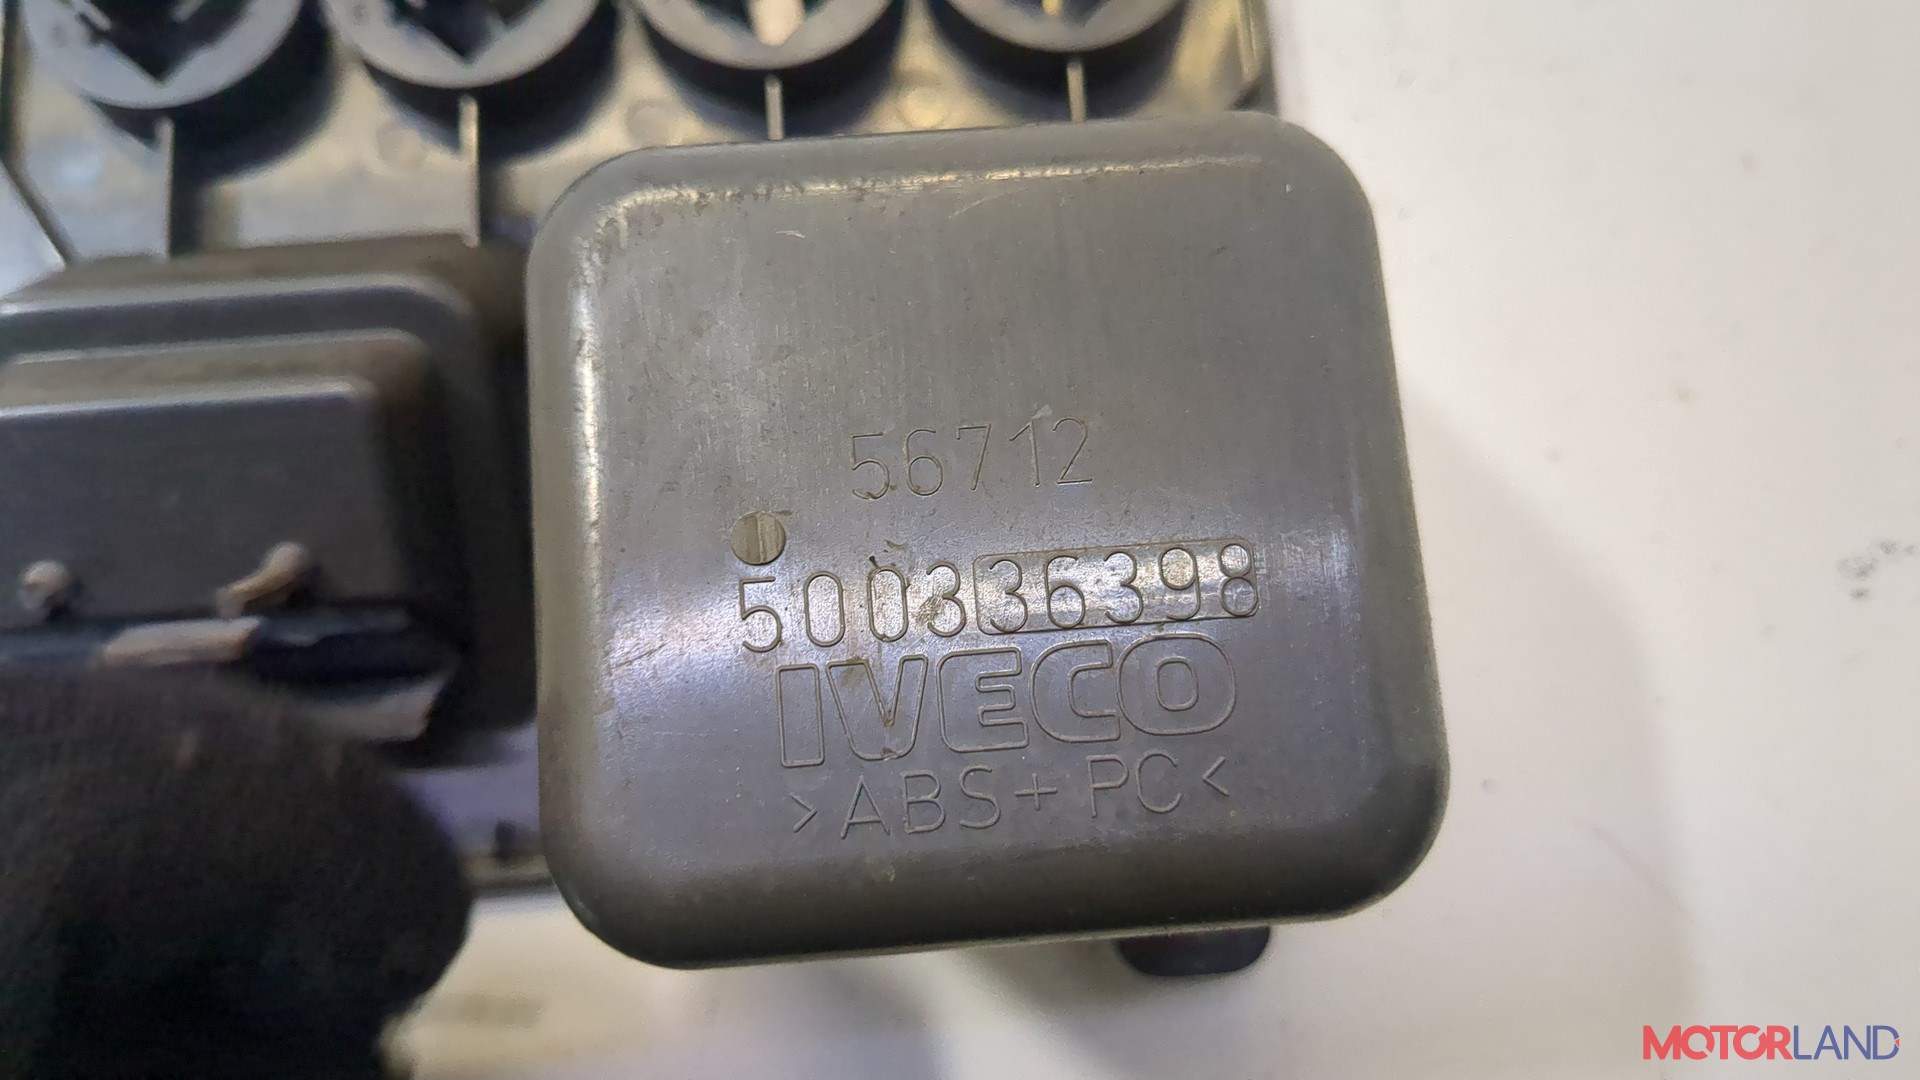 56712
500336398
IVECO
>ABS+PC<
MOTORLAND